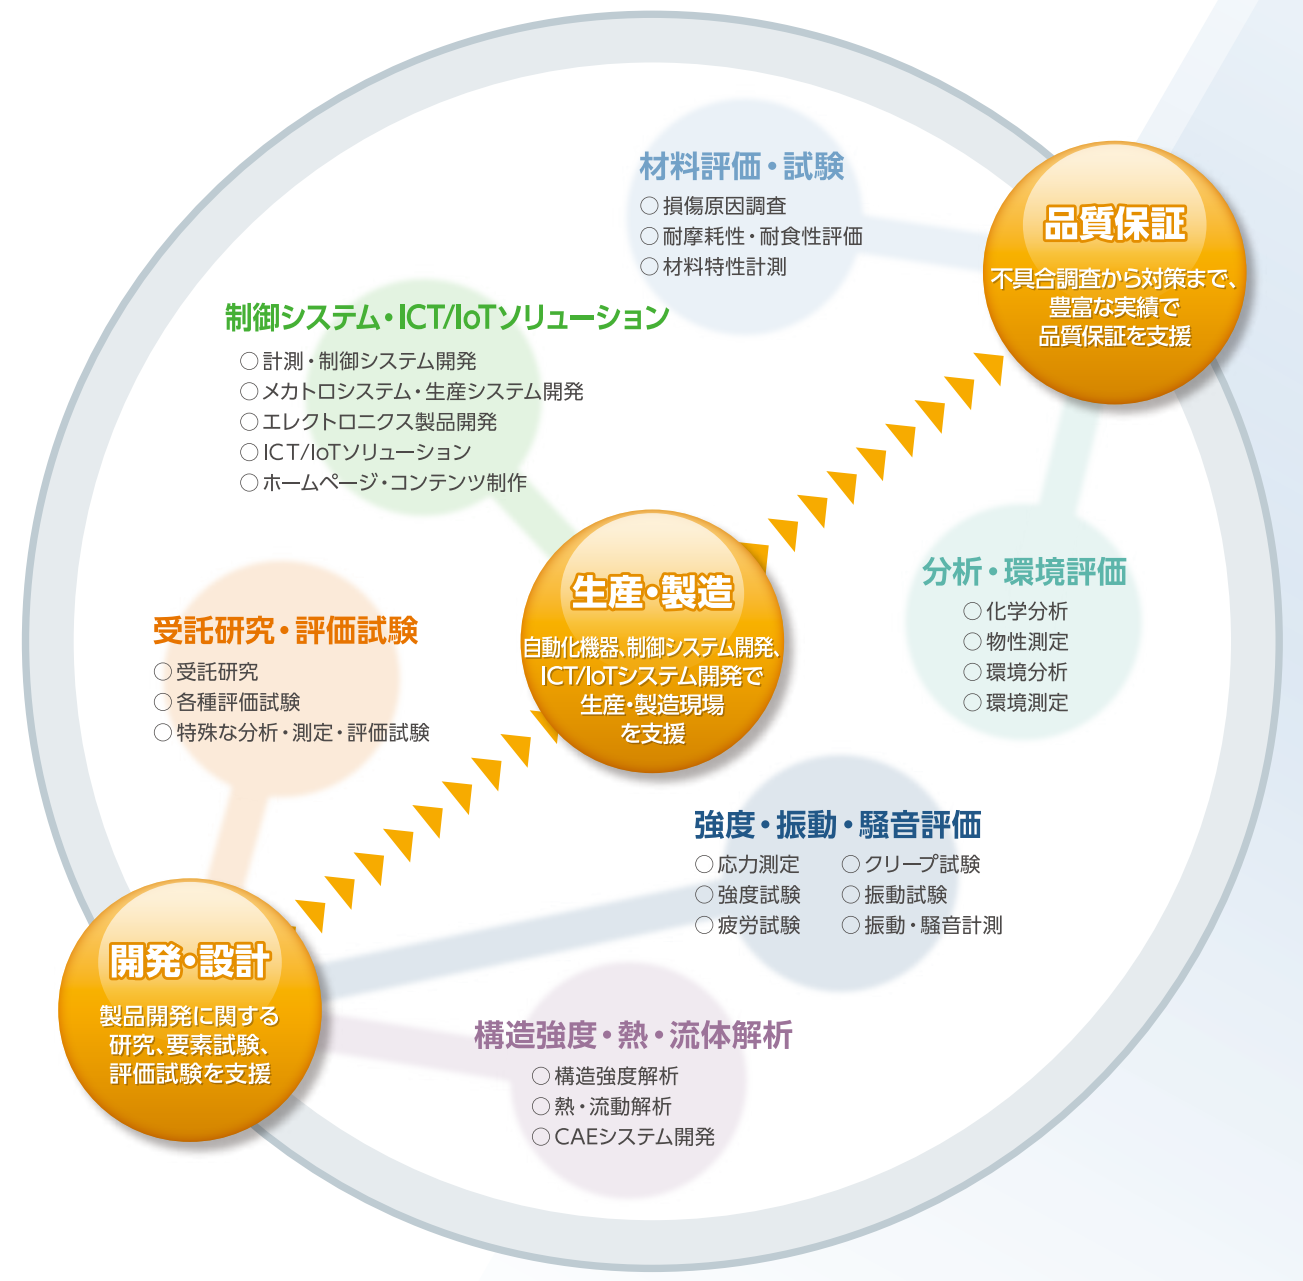 材料評価・試験
○損傷原因調査
○耐摩耗性・耐食性評価
○材料特性計測
品質保証
不具合調査から対策まで、
豊富な実績で
品質保証を支援
制御システム・ICT/IoTソリューション
○計測・制御システム開発
○メカトロシステム・生産システム開発
○エレクトロニクス製品開発
○ICT/IoTソリューション
○ホームページ・コンテンツ制作
生産・製造
自動化機器、制御システム開発、
ICT/IoTシステム開発で
生産・製造現場
を支援
分析・環境評価
○化学分析
○物性測定
○環境分析
○環境測定
受託研究・評価試験
○受託研究
○各種評価試験
○特殊な分析・測定・評価試験
強度・振動・騒音評価
○応力測定 ○クリープ試験
○強度試験 ○振動試験
○疲労試験 ○振動・騒音計測
開発・設計
製品開発に関する
研究、要素試験、
評価試験を支援
構造強度・熱・流体解析
○構造強度解析
○熱・流動解析
○CAEシステム開発